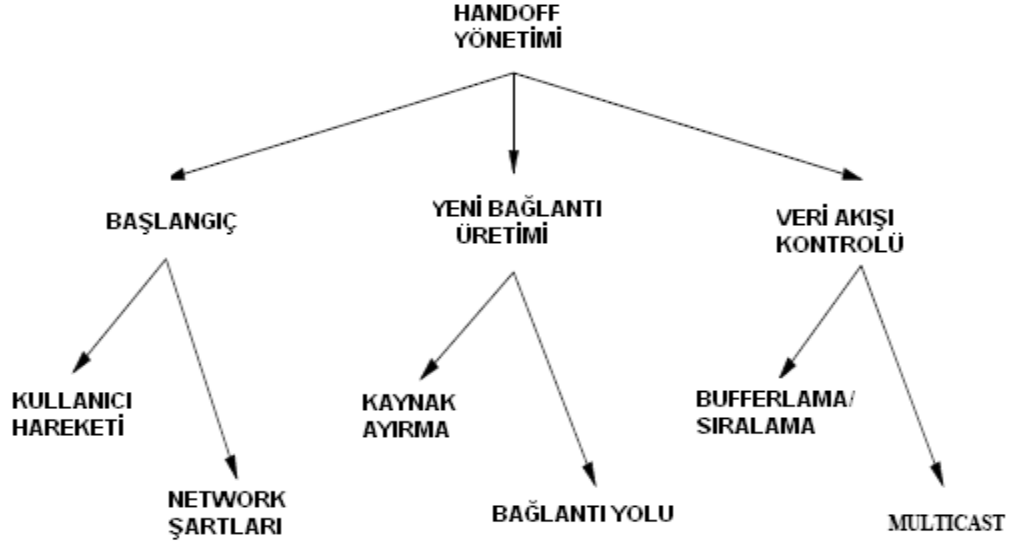 HANDOFF
YÖNETİMİ
BAŞLANGIÇ
YENİ BAĞLANTI
ÜRETİMİ
VERİ AKIŞI
KONTROLÜ
KULLANICI
HAREKETİ
NETWORK
ŞARTLARI
KAYNAK
AYIRMA
BAĞLANTI YOLU
BUFFERLAMA/
SIRALAMA
MULTICAST